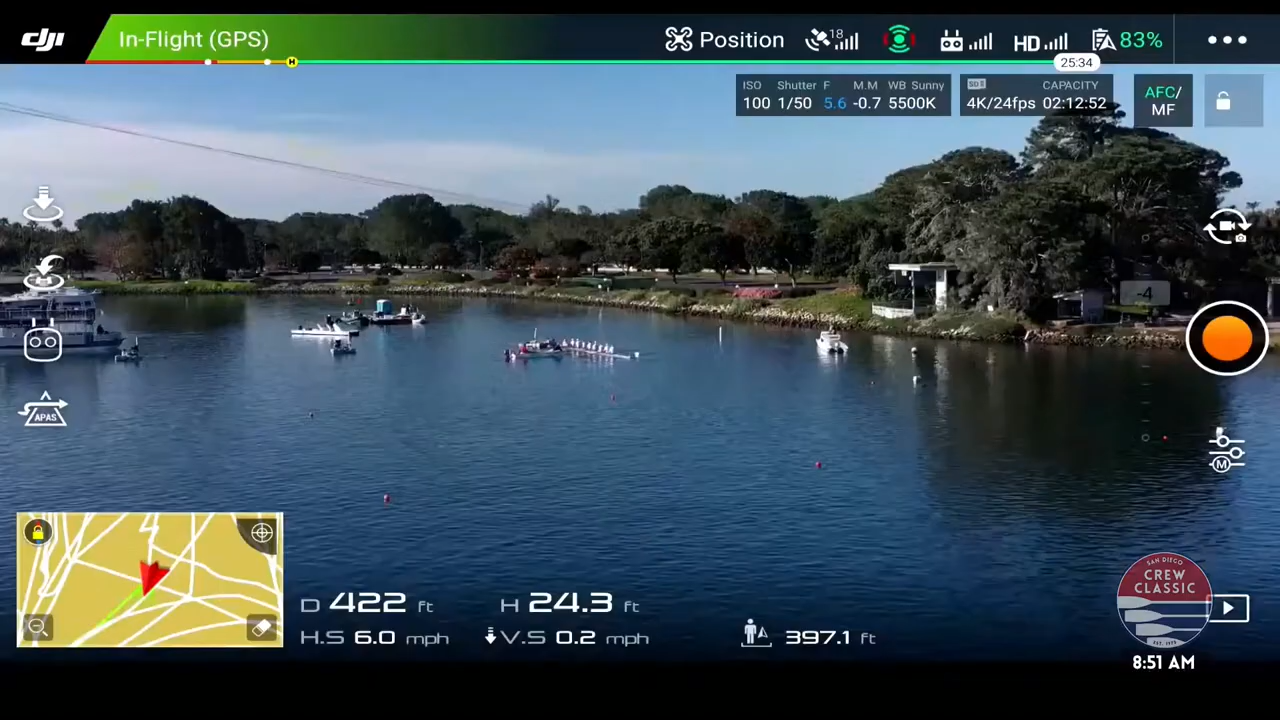 dji
In-Flight (GPS)
Position
18
HD
83%
H
25:34
ISO Shutter F M.M WB Sunny
100 1/50 5.6 -0.7 5500K
SD
CAPACITY
4K/24fps 02:12:52
AFC/
MF
-4
APAS
M
D 422 ft
H 24.3 ft
H.S 6.0 mph
V.S 0.2 mph
397.1 ft
SAN DIEGO
CREW
CLASSIC
EST. 1973
8:51 AM